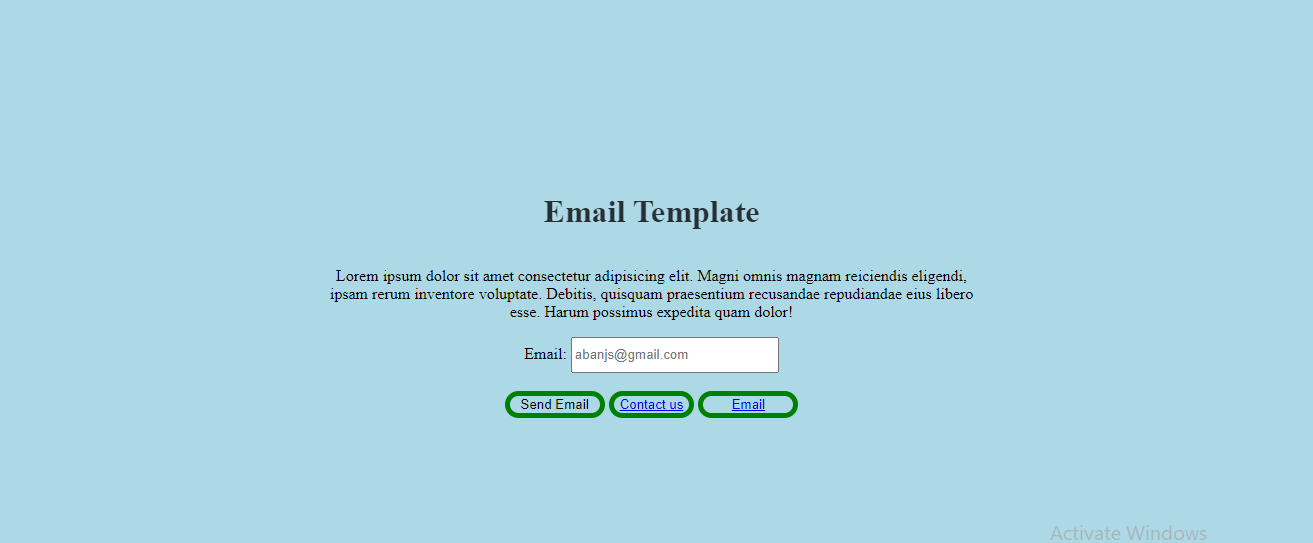 Email Template
Lorem ipsum dolor sit amet consectetur adipisicing elit. Magni omnis magnam reiciendis eligendi,
ipsam rerum inventore voluptate. Debitis, quisquam praesentium recusandae repudiandae eius libero
esse. Harum possimus expedita quam dolor!
Email: abanjs@gmail.com
Send Email Contact us Email
Activate Windows